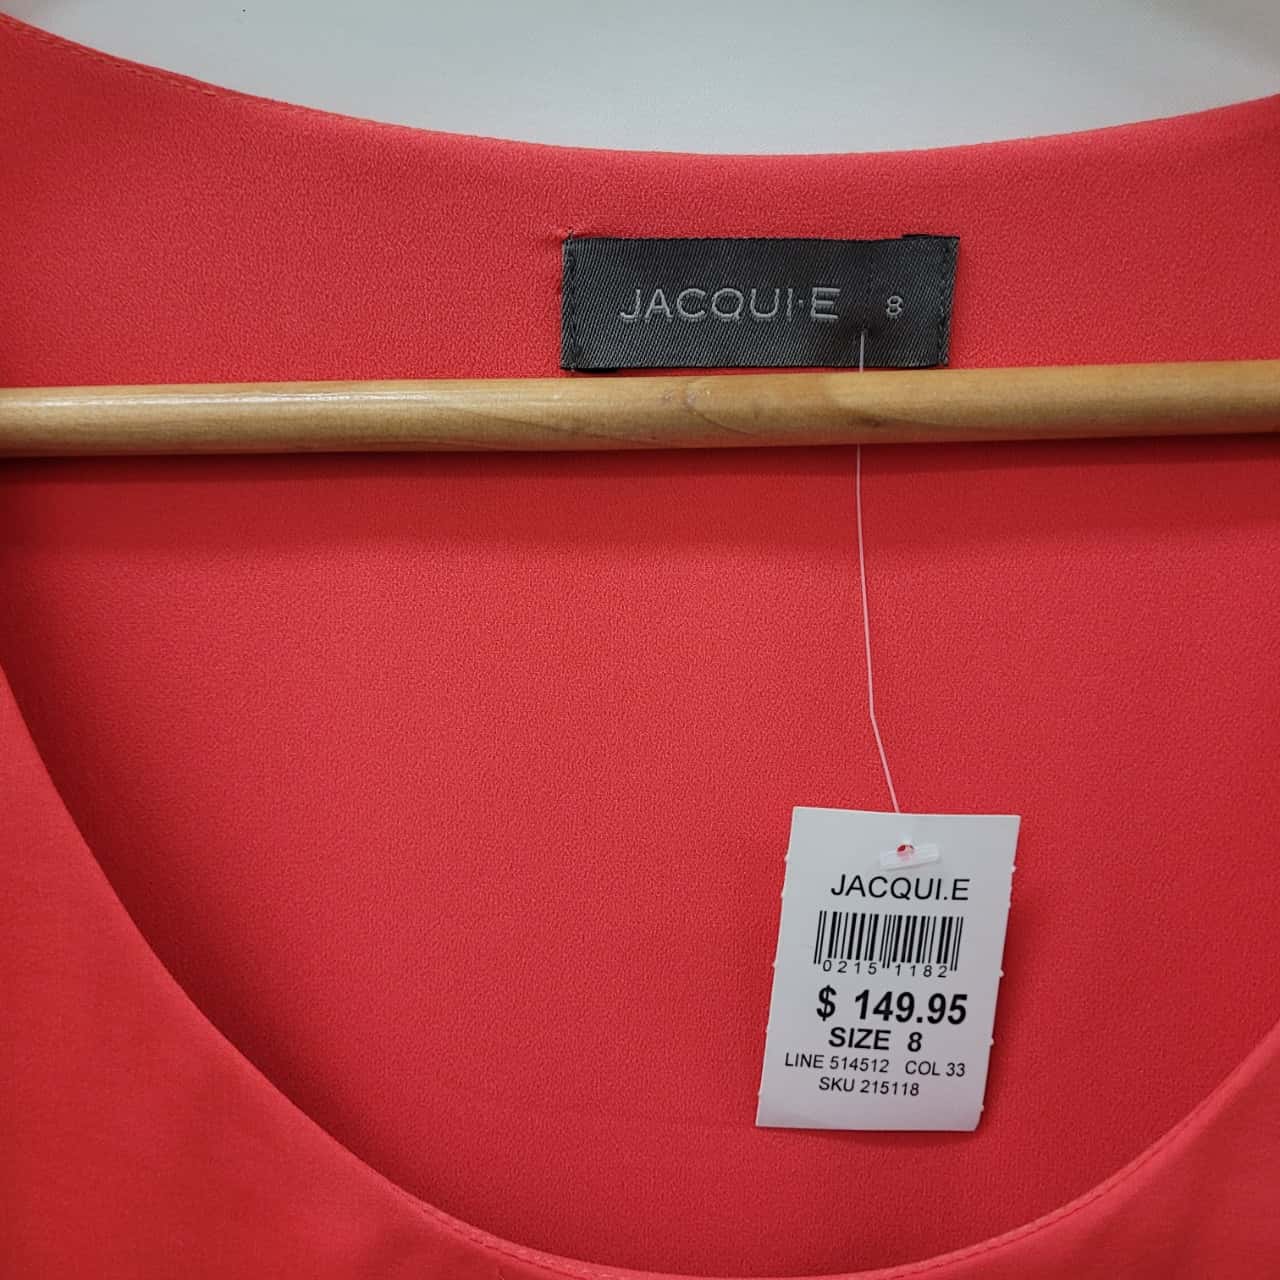 JACQUI·E 8
JACQUI.E
0215 1182
$ 149.95
SIZE 8
LINE 514512 COL 33
SKU 215118